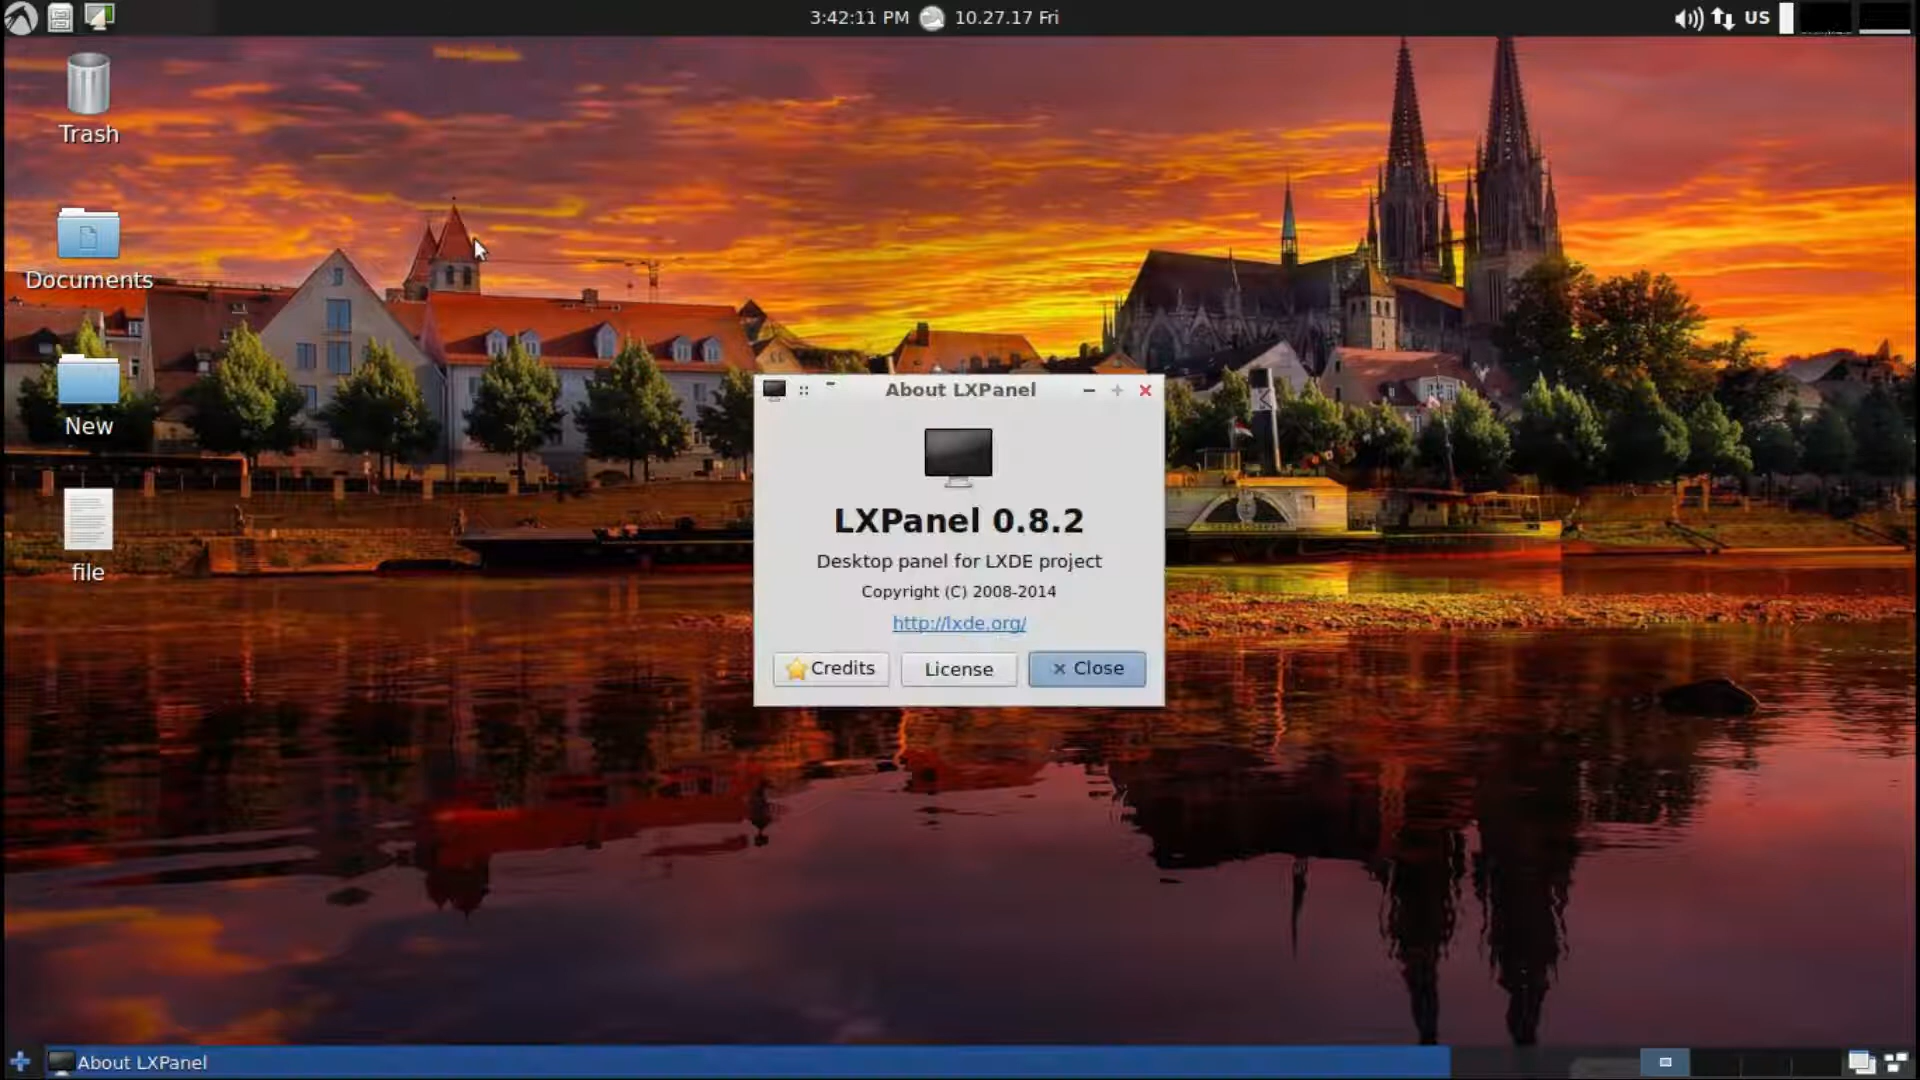 3:42:11 PM 10.27.17 Fri
US
Trash
Documents
New
file
About LXPanel
LXPanel 0.8.2
Desktop panel for LXDE project
Copyright (C) 2008-2014
http://lxde.org/
Credits License Close
About LXPanel